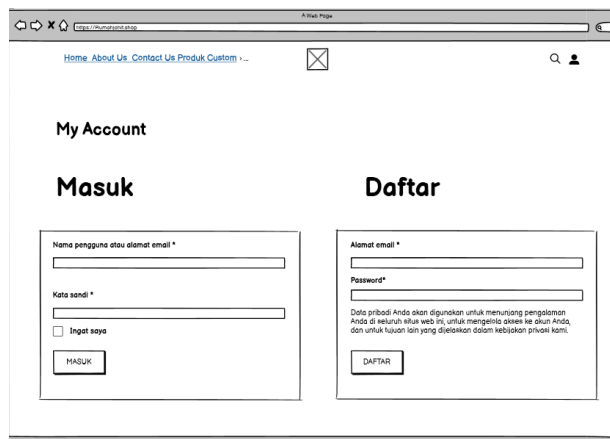 A Web Page
https://Rumahjahit.shop
Home About Us Contact Us Produk Custom › ...
My Account
Masuk
Daftar
Nama pengguna atau alamat email *
Kata sandi *
Ingat saya
MASUK
Alamat email *
Password*
Data pribadi Anda akan digunakan untuk menunjang pengalaman
Anda di seluruh situs web ini, untuk mengelola akses ke akun Anda,
dan untuk tujuan lain yang dijelaskan dalam kebijakan privasi kami.
DAFTAR